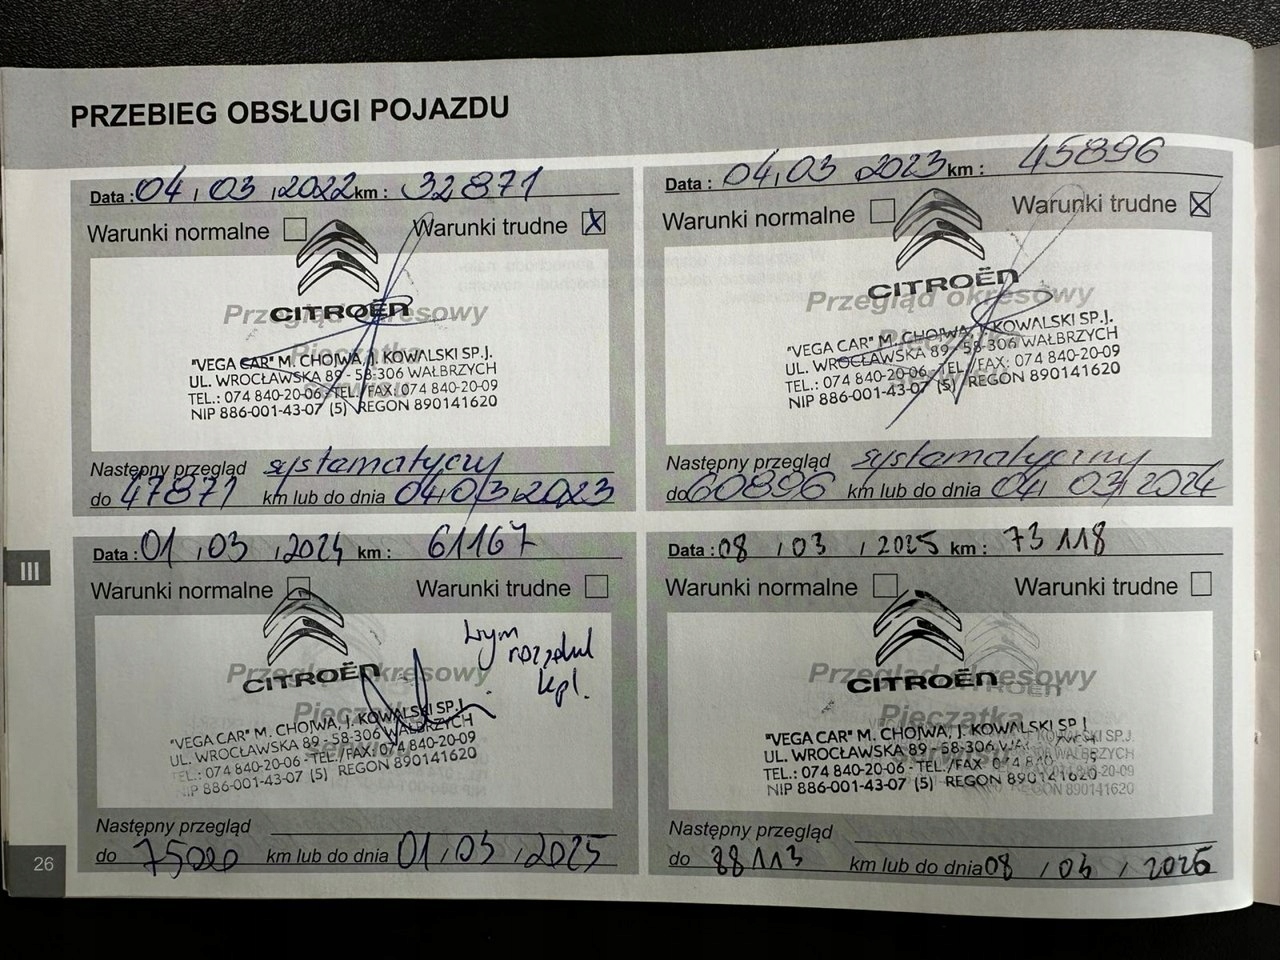 PRZEBIEG OBSŁUGI POJAZDU
Data : 04 , 03 , 2022 km : 32871
Warunki normalne Warunki trudne X
CITROËN
Przegląd okresowy
Pieczątka
serwisu
"VEGA CAR" M. CHOJWA, J. KOWALSKI SP.J.
UL. WROCŁAWSKA 89 - 58-306 WAŁBRZYCH
TEL.: 074 840-20-06 - TEL./FAX: 074 840-20-09
NIP 886-001-43-07 (5) REGON 890141620
Następny przegląd systematyczny
do 47871 km lub do dnia 04,03,2023
Data : 04,03 2023 km : 45896
Warunki normalne Warunki trudne X
CITROËN
Przegląd okresowy
Pieczątka
serwisu
"VEGA CAR" M. CHOJWA, J. KOWALSKI SP.J.
UL. WROCŁAWSKA 89 - 58-306 WAŁBRZYCH
TEL.: 074 840-20-06 - TEL./FAX: 074 840-20-09
NIP 886-001-43-07 (5) REGON 890141620
Następny przegląd systematyczny
do 60896 km lub do dnia 04, 03, 2024
Data : 01 , 03 , 2024 km : 61167
Warunki normalne Warunki trudne
wym
rozrząd
kpl.
CITROËN
Przegląd okresowy
Pieczątka
serwisu
"VEGA CAR" M. CHOJWA, J. KOWALSKI SP.J.
UL. WROCŁAWSKA 89 - 58-306 WAŁBRZYCH
TEL.: 074 840-20-06 - TEL./FAX: 074 840-20-09
NIP 886-001-43-07 (5) REGON 890141620
Następny przegląd
do 75000 km lub do dnia 01 , 03 , 2025
Data : 08 , 03 , 2025 km : 73 118
Warunki normalne Warunki trudne
CITROËN
Przegląd okresowy
Pieczątka
serwisu
"VEGA CAR" M. CHOJWA, J. KOWALSKI SP.J.
UL. WROCŁAWSKA 89 - 58-306 WAŁBRZYCH
TEL.: 074 840-20-06 - TEL./FAX 074 840-20-09
NIP 886-001-43-07 (5) REGON 890141620
Następny przegląd
do 88113 km lub do dnia 08 , 03 , 2026
III
26